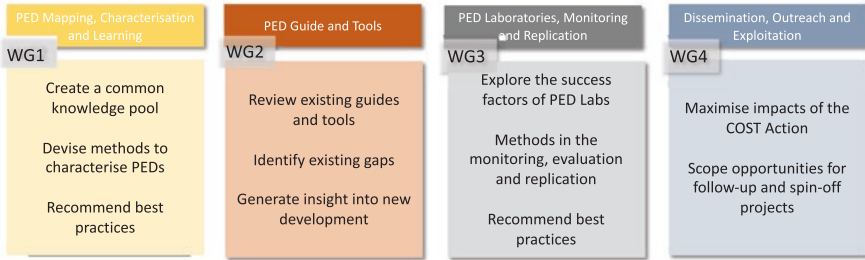 PED Mapping, Characterisation
and Learning
WG1
Create a common
knowledge pool
Devise methods to
characterise PEDs
Recommend best
practices
PED Guide and Tools
WG2
Review existing guides
and tools
Identify existing gaps
Generate insight into new
development
PED Laboratories, Monitoring
and Replication
WG3
Explore the success
factors of PED Labs
Methods in the
monitoring, evaluation
and replication
Recommend best
practices
Dissemination, Outreach and
Exploitation
WG4
Maximise impacts of the
COST Action
Scope opportunities for
follow-up and spin-off
projects